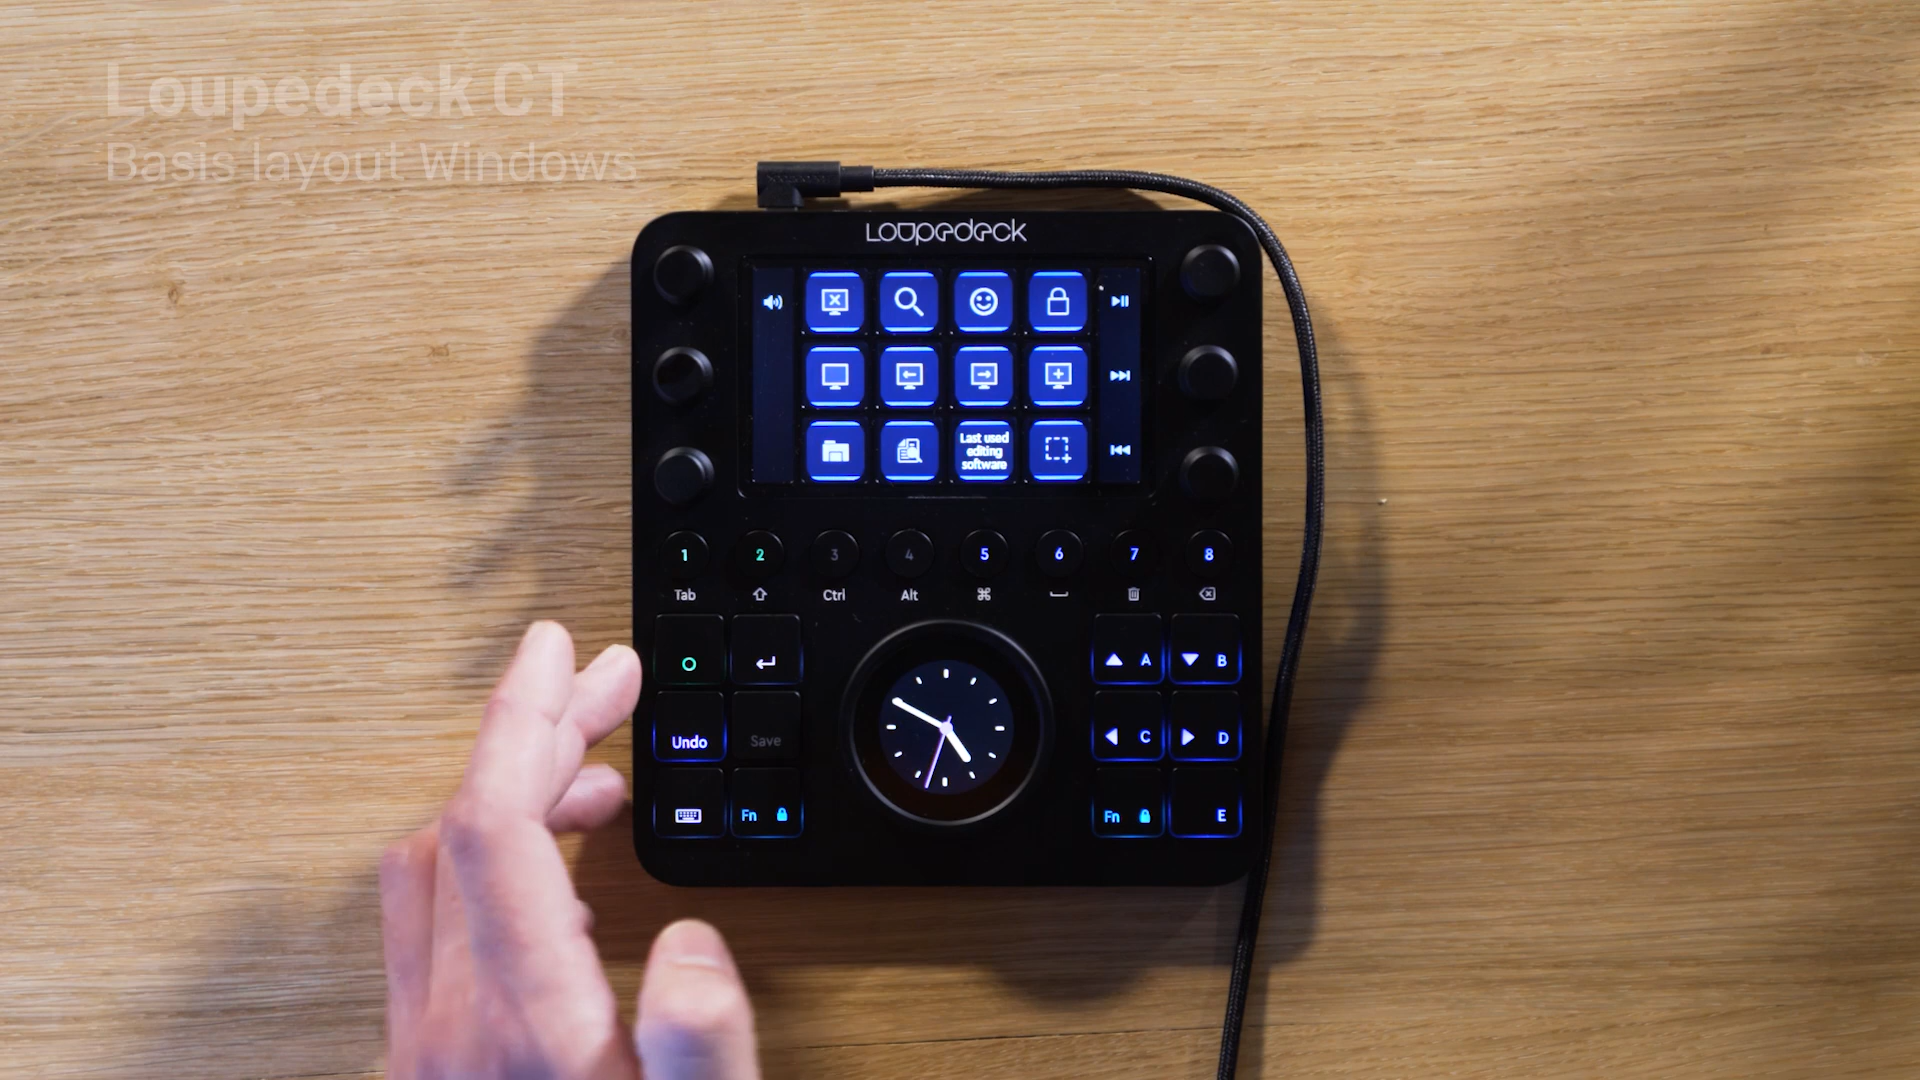 Loupedeck CT
Basis layout Windows
Loupedeck
Last used
editing
software
1 2 3 4 5 6 7 8
Tab Ctrl Alt ⌘
A B
Undo Save C D
Fn Fn E